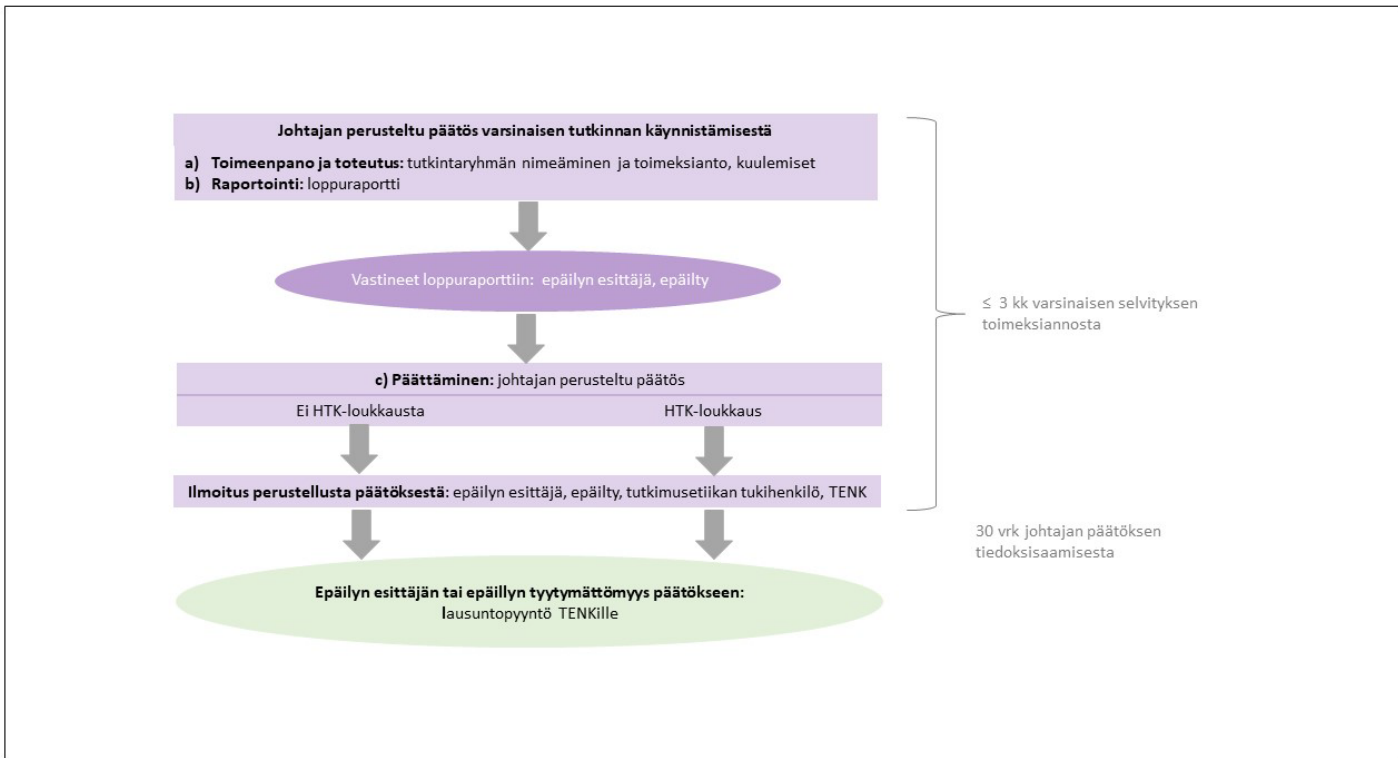 Johtajan perusteltu päätös varsinaisen tutkinnan käynnistämisestä
a) Toimeenpano ja toteutus: tutkintaryhmän nimeäminen ja toimeksianto, kuulemiset
b) Raportointi: loppuraportti
Vastineet loppuraporttiin: epäilyn esittäjä, epäilty
≤ 3 kk varsinaisen selvityksen
toimeksiannosta
c) Päättäminen: johtajan perusteltu päätös
Ei HTK-loukkausta
HTK-loukkaus
Ilmoitus perustellusta päätöksestä: epäilyn esittäjä, epäilty, tutkimusetiikan tukihenkilö, TENK
30 vrk johtajan päätöksen
tiedoksisaamisesta
Epäilyn esittäjän tai epäillyn tyytymättömyys päätökseen:
lausuntopyyntö TENKille